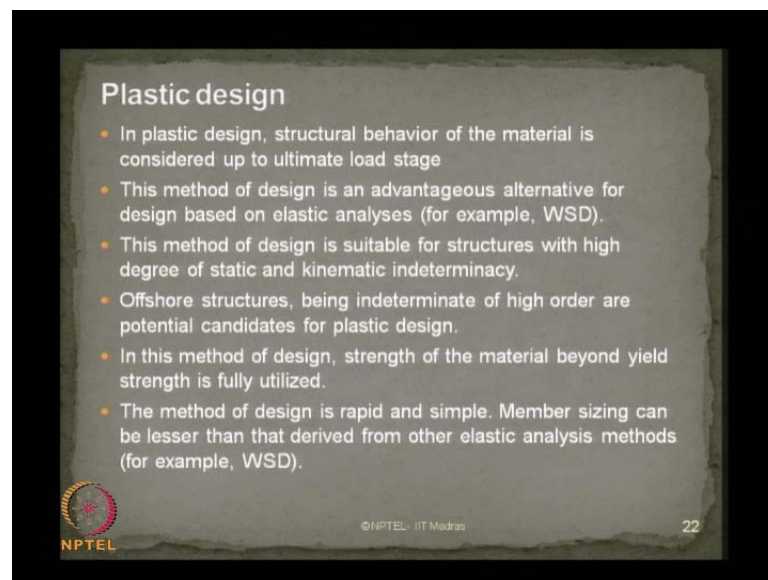 Plastic design
• In plastic design, structural behavior of the material is
considered up to ultimate load stage
• This method of design is an advantageous alternative for
design based on elastic analyses (for example, WSD).
• This method of design is suitable for structures with high
degree of static and kinematic indeterminacy.
• Offshore structures, being indeterminate of high order are
potential candidates for plastic design.
• In this method of design, strength of the material beyond yield
strength is fully utilized.
• The method of design is rapid and simple. Member sizing can
be lesser than that derived from other elastic analysis methods
(for example, WSD).
©NPTEL- IIT Madras
22
NPTEL